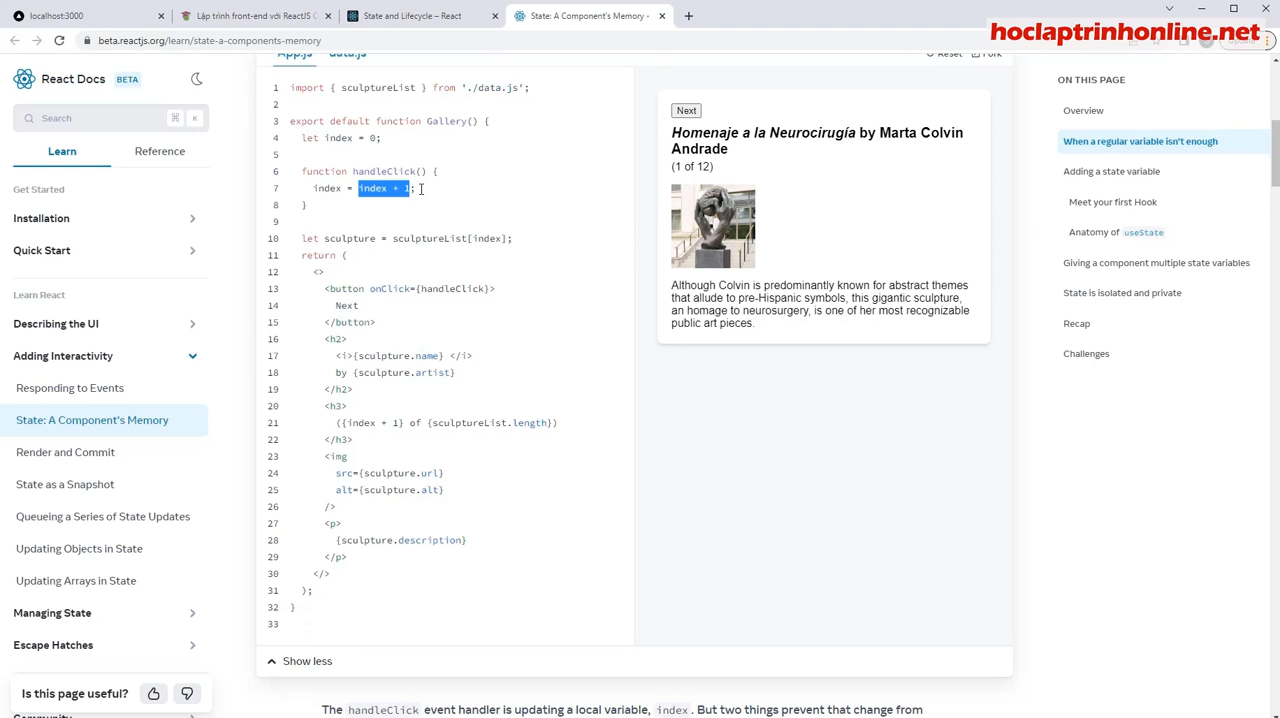 localhost:3000
Lập trình front-end với ReactJS
State and Lifecycle – React
State: A Component's Memory
beta.reactjs.org/learn/state-a-components-memory
hoclaptrinhonline.net
React Docs BETA
Search ⌘ K
Learn
Reference
Get Started
Installation
Quick Start
Learn React
Describing the UI
Adding Interactivity
Responding to Events
State: A Component's Memory
Render and Commit
State as a Snapshot
Queueing a Series of State Updates
Updating Objects in State
Updating Arrays in State
Managing State
Escape Hatches
Is this page useful?
Community
App.js data.js
Reset Fork
1 import { sculptureList } from './data.js';
2
3 export default function Gallery() {
4 let index = 0;
5
6 function handleClick() {
7 index = index + 1;
8 }
9
10 let sculpture = sculptureList[index];
11 return (
12 <>
13 <button onClick={handleClick}>
14 Next
15 </button>
16 <h2>
17 <i>{sculpture.name} </i>
18 by {sculpture.artist}
19 </h2>
20 <h3>
21 ({index + 1} of {sculptureList.length})
22 </h3>
23 <img
24 src={sculpture.url}
25 alt={sculpture.alt}
26 />
27 <p>
28 {sculpture.description}
29 </p>
30 </>
31 );
32 }
33
Show less
The handleClick event handler is updating a local variable, index. But two things prevent that change from
Next
Homenaje a la Neurocirugía by Marta Colvin
Andrade
(1 of 12)
Although Colvin is predominantly known for abstract themes
that allude to pre-Hispanic symbols, this gigantic sculpture,
an homage to neurosurgery, is one of her most recognizable
public art pieces.
ON THIS PAGE
Overview
When a regular variable isn't enough
Adding a state variable
Meet your first Hook
Anatomy of useState
Giving a component multiple state variables
State is isolated and private
Recap
Challenges